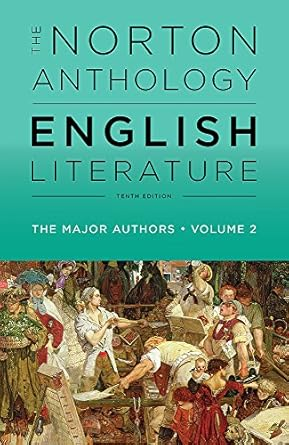 THE NORTON
ANTHOLOGY
ENGLISH
LITERATURE
TENTH EDITION
THE MAJOR AUTHORS • VOLUME 2